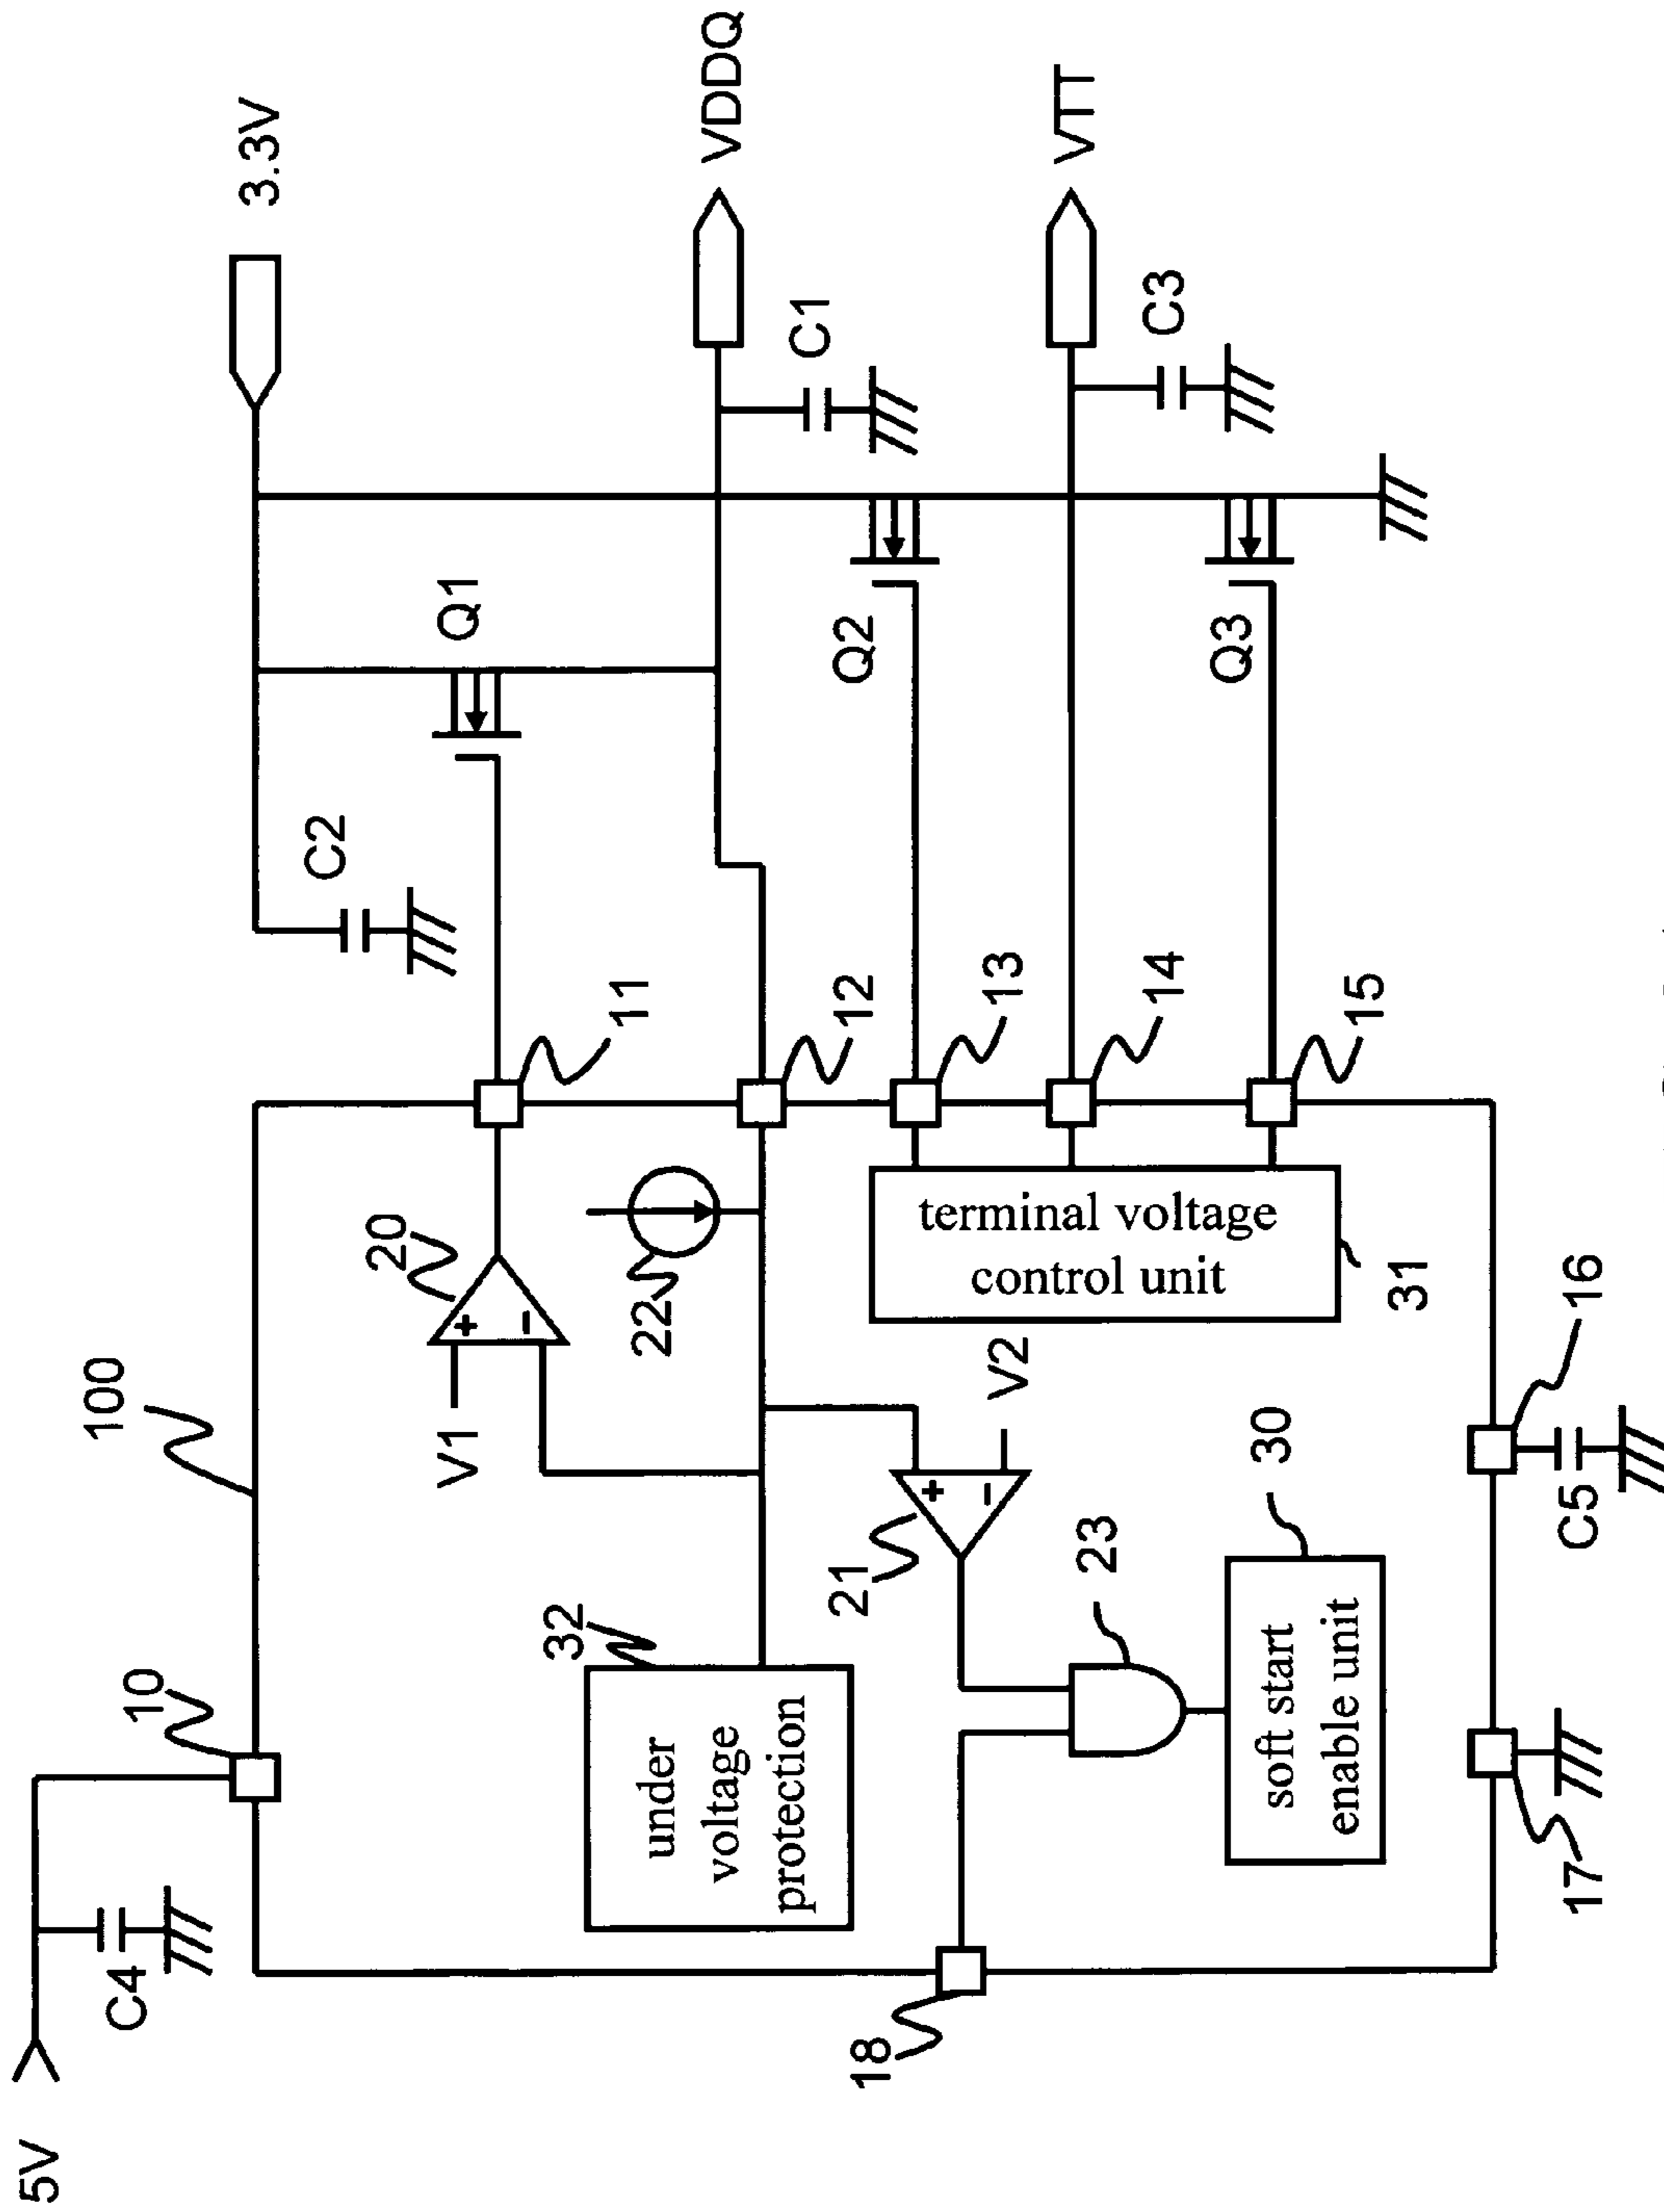 5V
C4
10
100
3.3V
C2
Q1
VDDQ
C1
VTT
C3
Q2
Q3
11
12
13
14
15
16
C5
17
18
20
+
-
V1
22
32
under
voltage
protection
21
+
-
V2
23
30
soft start
enable unit
terminal voltage
control unit
31